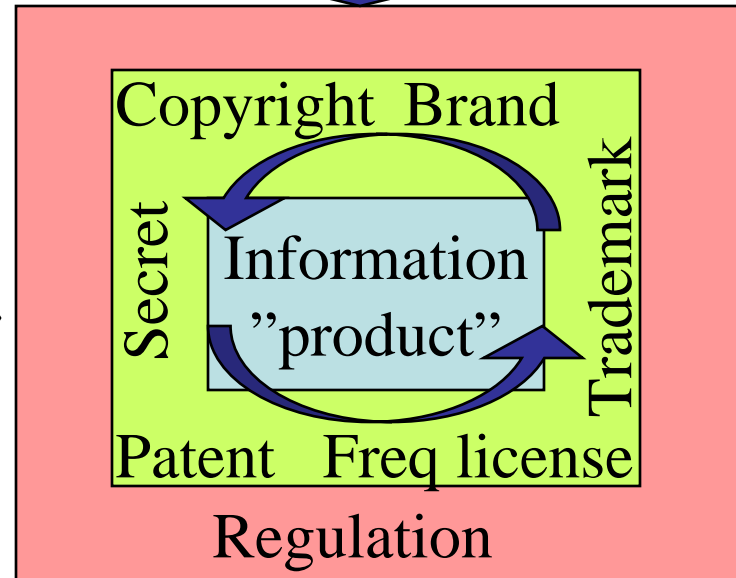 Copyright Brand
Secret
Trademark
Information
”product”
Patent Freq license
Regulation